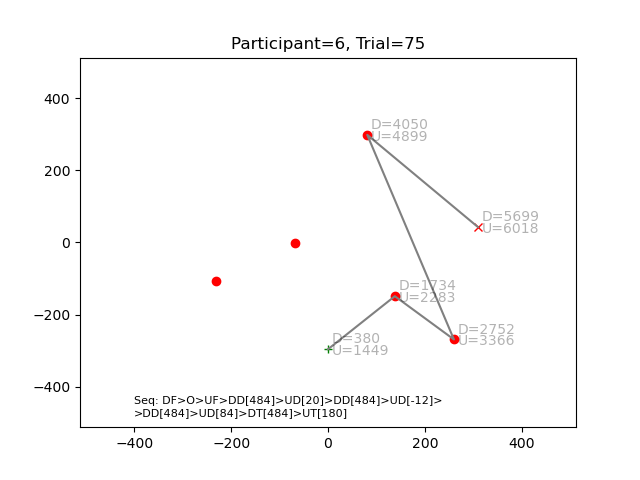 Participant=6, Trial=75
400
200
0
−200
−400
D=4050
U=4899
D=5699
U=6018
D=1734
U=2283
D=2752
U=3366
D=380
U=1449
Seq: DF>O>UF>DD[484]>UD[20]>DD[484]>UD[-12]>
>DD[484]>UD[84]>DT[484]>UT[180]
−400
−200
0
200
400